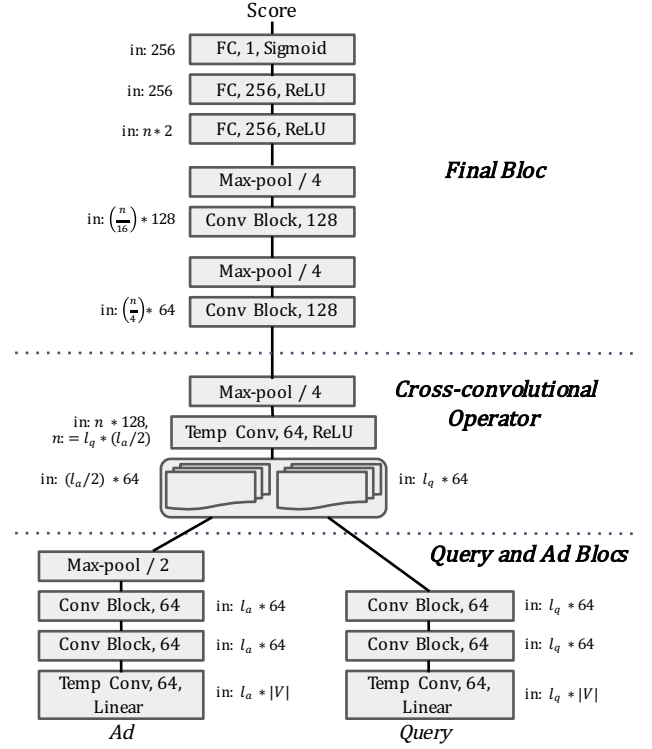 Score
in: 256
FC, 1, Sigmoid
in: 256
FC, 256, ReLU
in: n * 2
FC, 256, ReLU
Max-pool / 4
Final Bloc
in: (n/16) * 128
Conv Block, 128
Max-pool / 4
in: (n/4) * 64
Conv Block, 128
Max-pool / 4
Cross-convolutional
Operator
in: n * 128,
n: = l_q * (l_a/2)
Temp Conv, 64, ReLU
in: (l_a/2) * 64
in: l_q * 64
Query and Ad Blocs
Max-pool / 2
Conv Block, 64
in: l_a * 64
Conv Block, 64
in: l_q * 64
Conv Block, 64
in: l_a * 64
Conv Block, 64
in: l_q * 64
Temp Conv, 64,
Linear
in: l_a * |V|
Temp Conv, 64,
Linear
in: l_q * |V|
Ad
Query